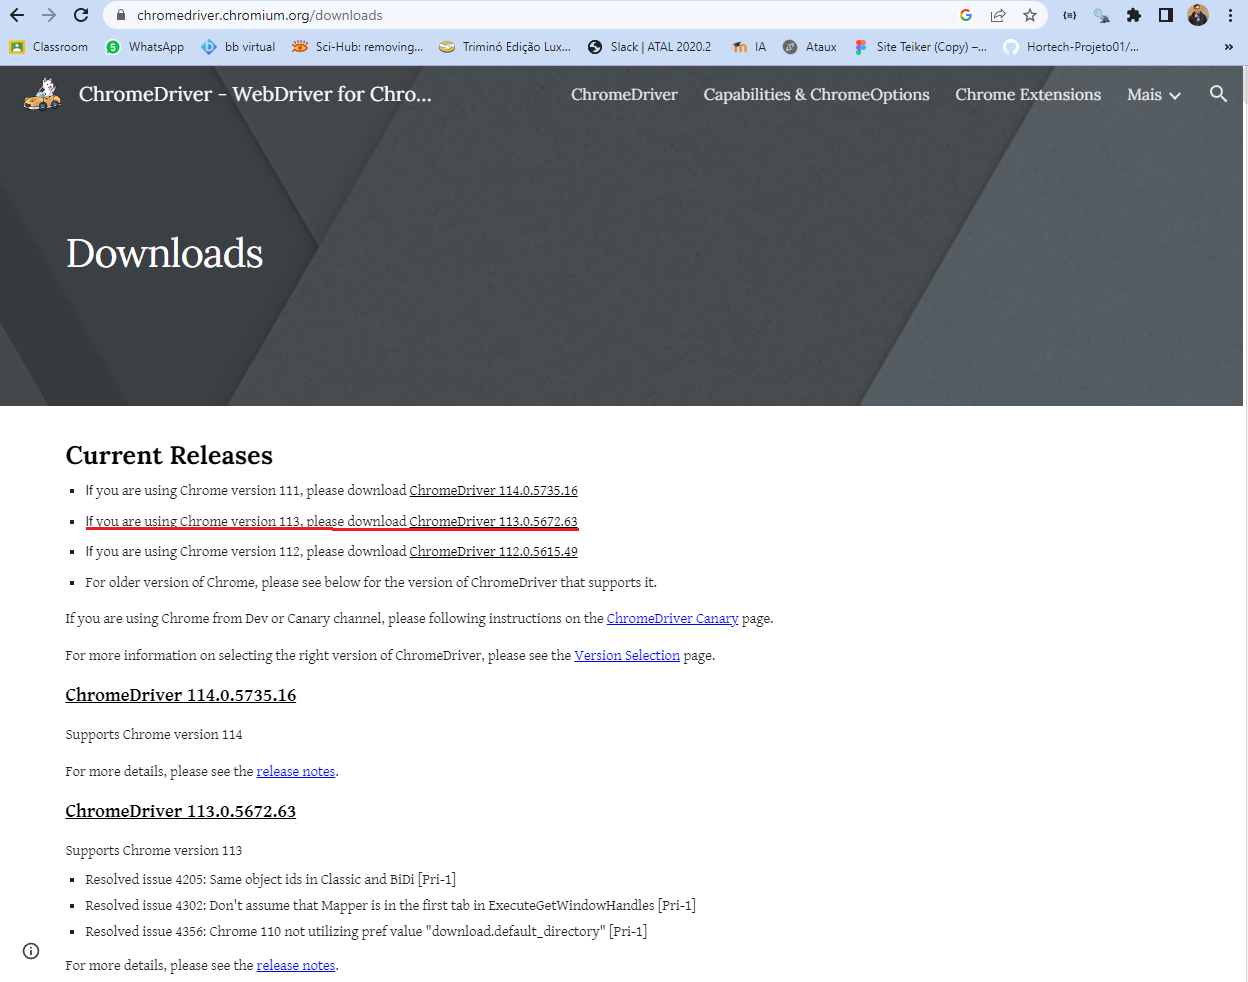 chromedriver.chromium.org/downloads
Classroom WhatsApp bb virtual Sci-Hub: removing... Triminó Edição Lux... Slack | ATAL 2020.2 IA Ataux Site Teiker (Copy) –... Hortech-Projeto01/... »
ChromeDriver - WebDriver for Chro... ChromeDriver Capabilities & ChromeOptions Chrome Extensions Mais
Downloads
Current Releases
If you are using Chrome version 111, please download ChromeDriver 114.0.5735.16
If you are using Chrome version 113, please download ChromeDriver 113.0.5672.63
If you are using Chrome version 112, please download ChromeDriver 112.0.5615.49
For older version of Chrome, please see below for the version of ChromeDriver that supports it.
If you are using Chrome from Dev or Canary channel, please following instructions on the ChromeDriver Canary page.
For more information on selecting the right version of ChromeDriver, please see the Version Selection page.
ChromeDriver 114.0.5735.16
Supports Chrome version 114
For more details, please see the release notes.
ChromeDriver 113.0.5672.63
Supports Chrome version 113
Resolved issue 4205: Same object ids in Classic and BiDi [Pri-1]
Resolved issue 4302: Don't assume that Mapper is in the first tab in ExecuteGetWindowHandles [Pri-1]
Resolved issue 4356: Chrome 110 not utilizing pref value "download.default_directory" [Pri-1]
For more details, please see the release notes.